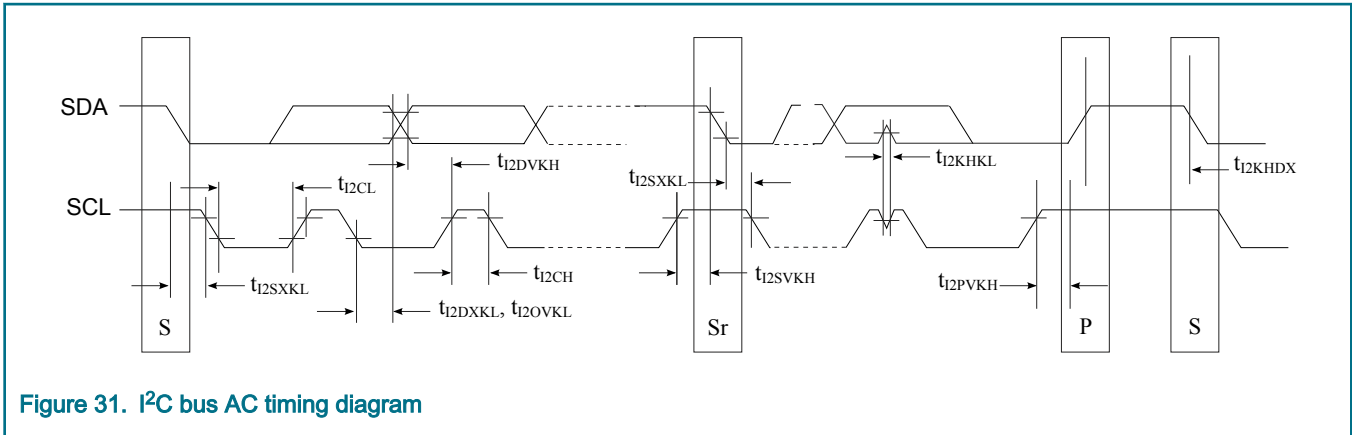 SDA
tI2DVKH
tI2CL
tI2SXKL
tI2KHKL
tI2KHDX
SCL
tI2SXKL
tI2CH
tI2DXKL, tI2OVKL
tI2SVKH
tI2PVKH
S
Sr
P
S
Figure 31. I²C bus AC timing diagram